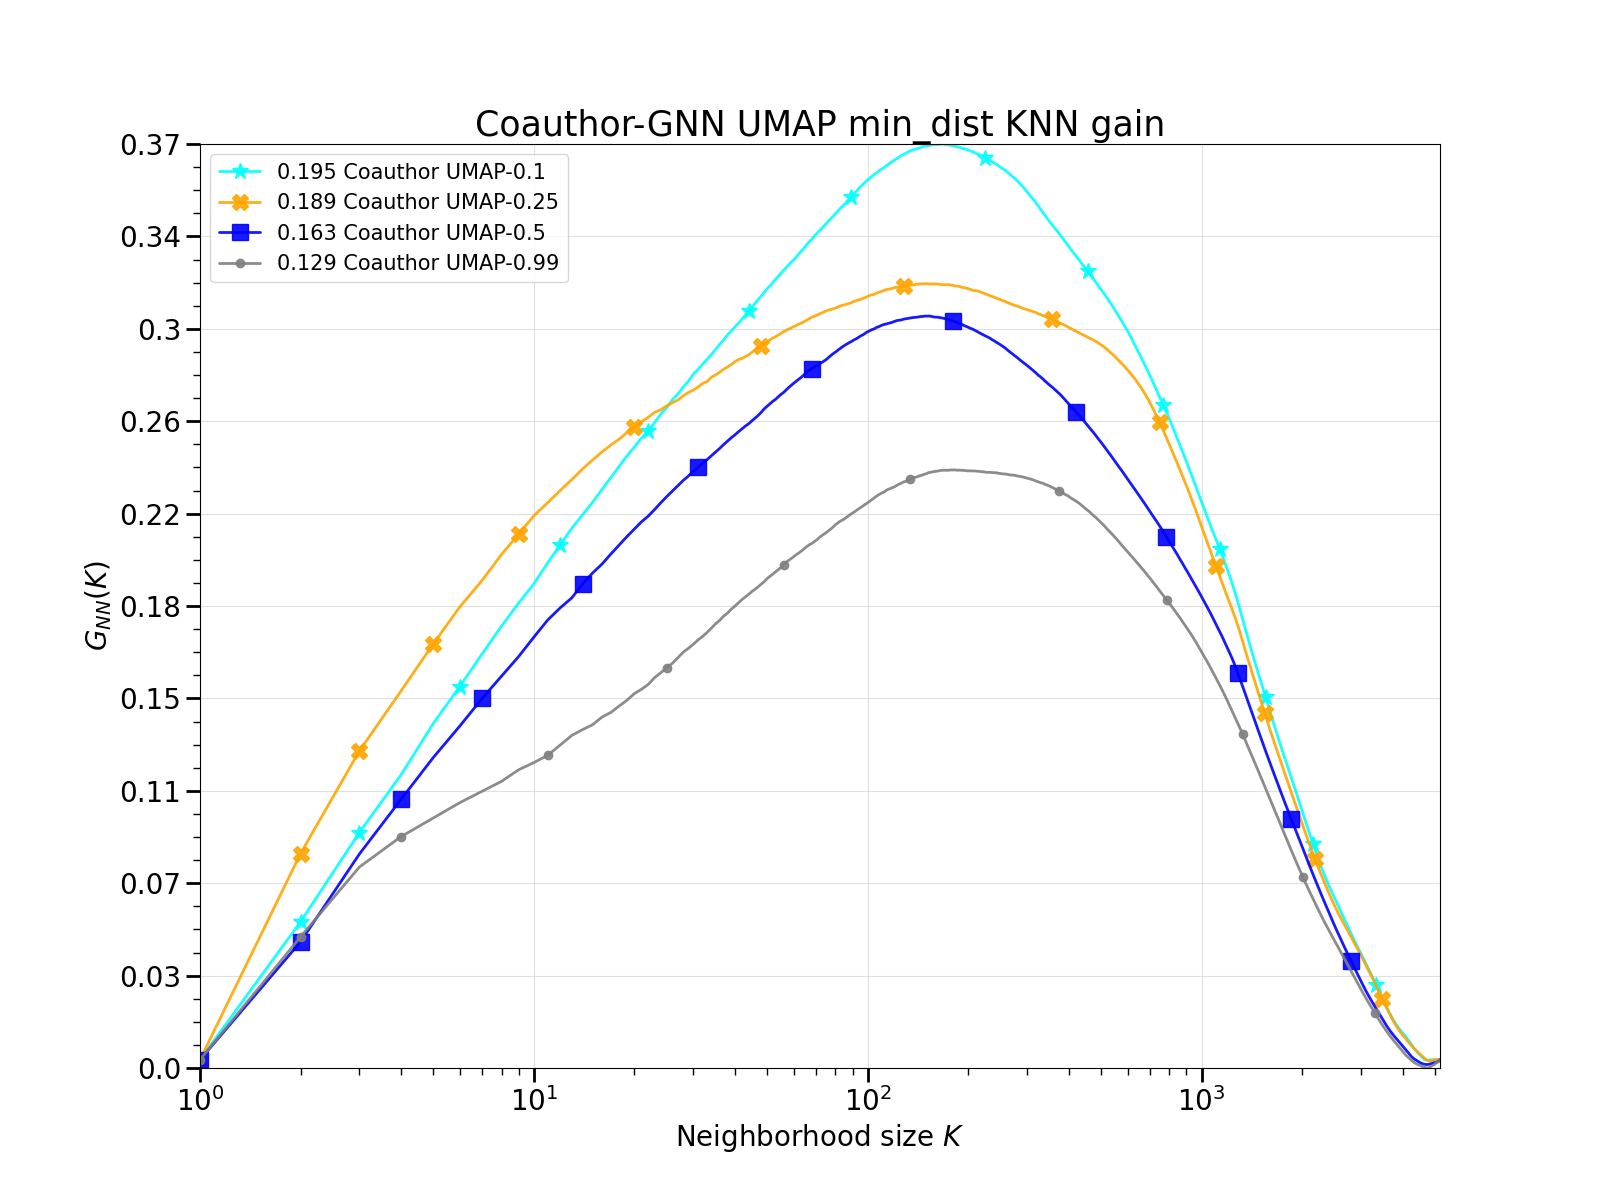 Coauthor-GNN UMAP min_dist KNN gain
0.37
0.34
0.3
0.26
0.22
0.18
0.15
0.11
0.07
0.03
0.0
G_NN(K)
0.195 Coauthor UMAP-0.1
0.189 Coauthor UMAP-0.25
0.163 Coauthor UMAP-0.5
0.129 Coauthor UMAP-0.99
10^0 10^1 10^2 10^3
Neighborhood size K